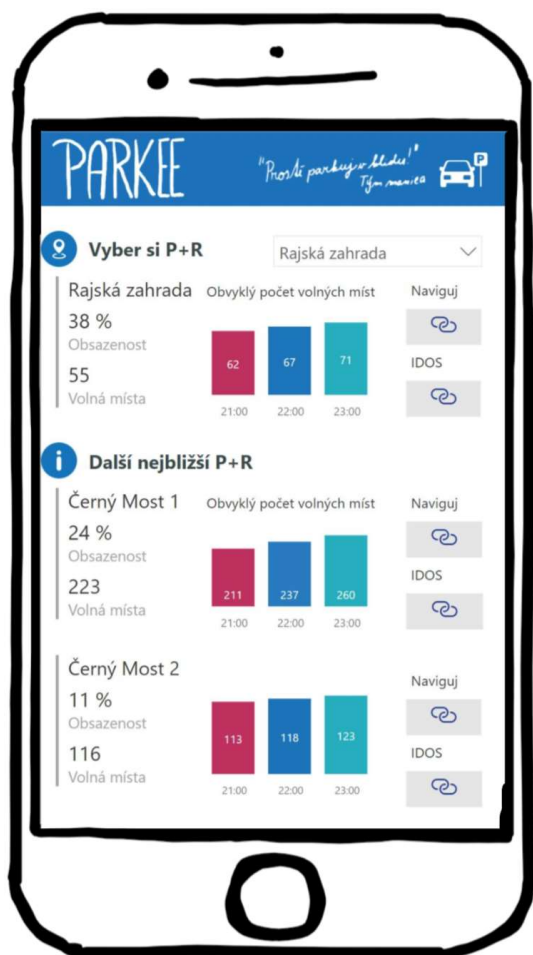 PARKEE
"Prostě parkuj v klidu!"
Tým
P
Vyber si P+R
Rajská zahrada
Rajská zahrada
38 %
Obsazenost
55
Volná místa
Obvyklý počet volných míst
62
67
71
21:00
22:00
23:00
Naviguj
IDOS
i
Další nejbližší P+R
Černý Most 1
24 %
Obsazenost
223
Volná místa
Obvyklý počet volných míst
211
237
260
21:00
22:00
23:00
Naviguj
IDOS
Černý Most 2
11 %
Obsazenost
116
Volná místa
113
118
123
21:00
22:00
23:00
Naviguj
IDOS